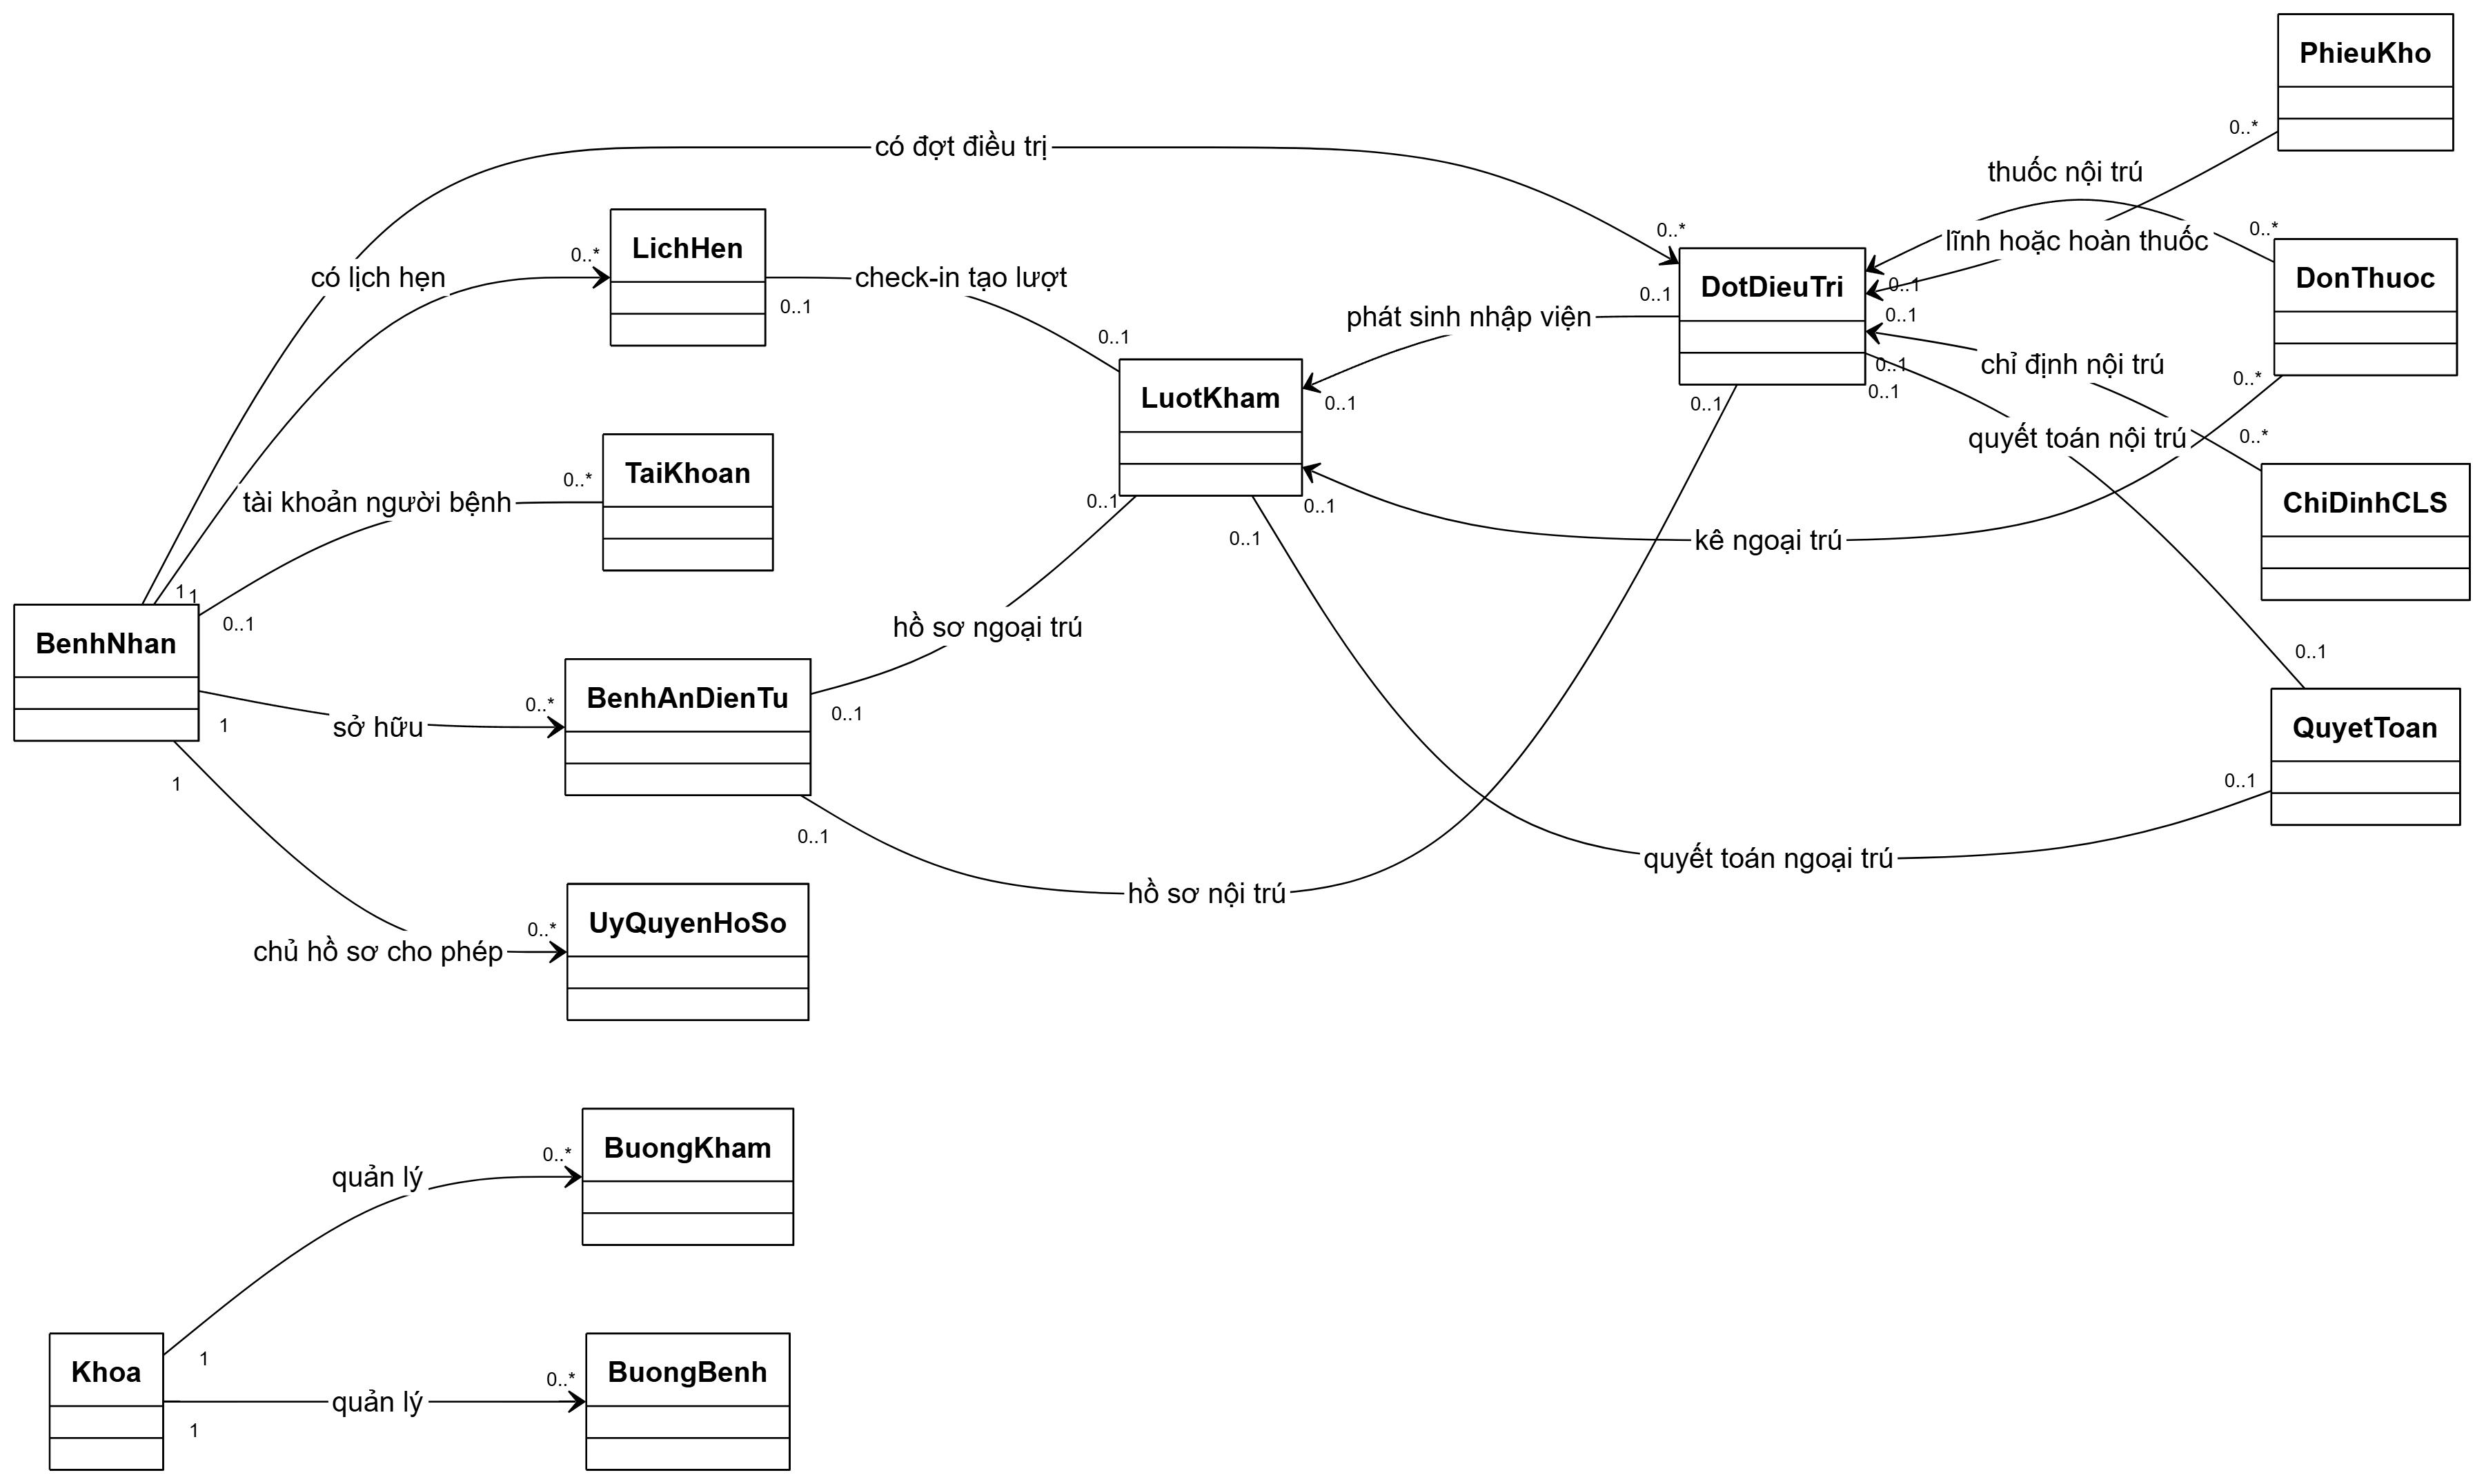 PhieuKho
0..*
có đợt điều trị
thuốc nội trú
0..*
0..*
LichHen
0..*
có lịch hẹn
check-in tạo lượt
0..1
0..1
DotDieuTri
lĩnh hoặc hoàn thuốc
DonThuoc
0..1
0..1
0..1
phát sinh nhập viện
0..1
0..1
0..1
0..1
chỉ định nội trú
0..*
LuotKham
quyết toán nội trú
0..*
TaiKhoan
0..*
tài khoản người bệnh
0..1
0..1
0..1
ChiDinhCLS
kê ngoại trú
1
1
0..1
BenhNhan
hồ sơ ngoại trú
0..1
BenhAnDienTu
0..*
1
sở hữu
0..1
QuyetToan
0..1
1
0..1
quyết toán ngoại trú
hồ sơ nội trú
UyQuyenHoSo
0..*
chủ hồ sơ cho phép
BuongKham
0..*
quản lý
1
Khoa
BuongBenh
0..*
quản lý
1